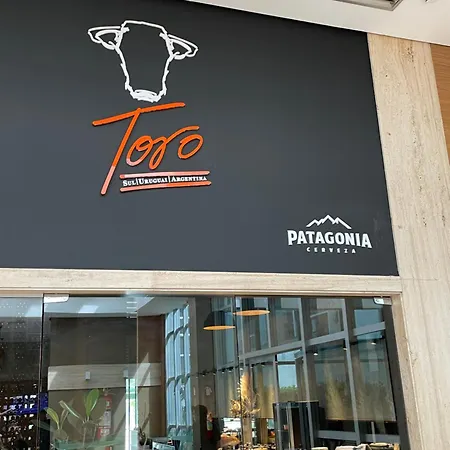 Toro
SUL|URUGUAI|ARGENTINA
PATAGONIA
CERVEZA